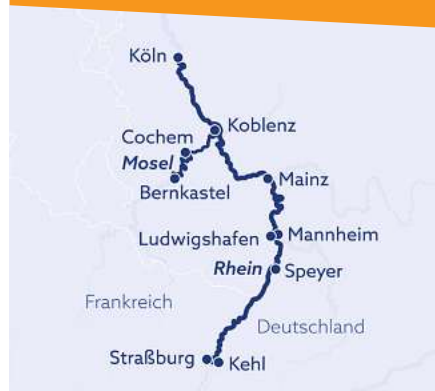 Köln
Koblenz
Cochem
Mosel
Bernkastel
Mainz
Ludwigshafen
Mannheim
Rhein
Speyer
Frankreich
Deutschland
Straßburg
Kehl